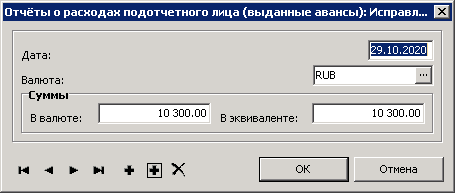 Отчёты о расходах подотчетного лица (выданные авансы): Исправл...
Дата: 29.10.2020
Валюта: RUB ...
Суммы
В валюте: 10 300.00 В эквиваленте: 10 300.00
OK Отмена